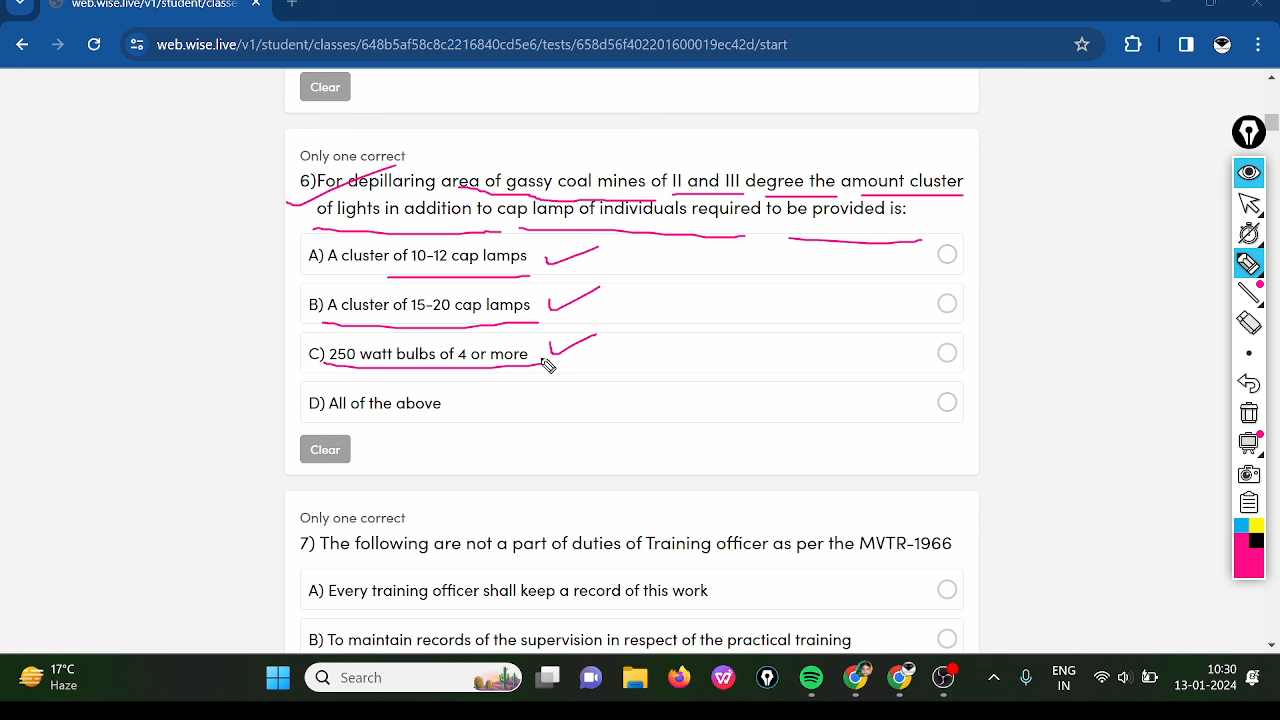 web.wise.live/v1/student/classe
web.wise.live/v1/student/classes/648b5af58c8c2216840cd5e6/tests/658d56f402201600019ec42d/start
Clear
Only one correct
6)For depillaring area of gassy coal mines of II and III degree the amount cluster
of lights in addition to cap lamp of individuals required to be provided is:
A) A cluster of 10-12 cap lamps
B) A cluster of 15-20 cap lamps
C) 250 watt bulbs of 4 or more
D) All of the above
Clear
Only one correct
7) The following are not a part of duties of Training officer as per the MVTR-1966
A) Every training officer shall keep a record of this work
B) To maintain records of the supervision in respect of the practical training
17°C
Haze
Search
ENG
IN
10:30
13-01-2024